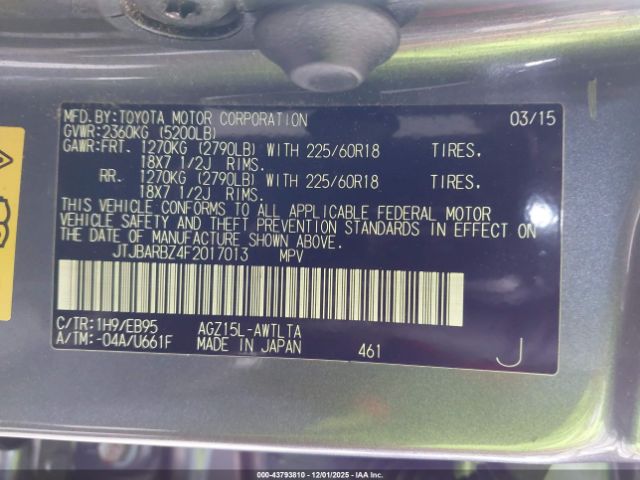 MFD.BY:TOYOTA MOTOR CORPORATION 03/15
GVWR:2360KG (5200LB)
GAWR:FRT. 1270KG (2790LB) WITH 225/60R18 TIRES.
18X7 1/2J RIMS.
RR. 1270KG (2790LB) WITH 225/60R18 TIRES.
18X7 1/2J RIMS.
THIS VEHICLE CONFORMS TO ALL APPLICABLE FEDERAL MOTOR
VEHICLE SAFETY AND THEFT PREVENTION STANDARDS IN EFFECT ON
THE DATE OF MANUFACTURE SHOWN ABOVE.
JTJBARBZ4F2017013 MPV
C/TR:1H9/EB95 AGZ15L-AWTLTA
A/TM:-04A/U661F MADE IN JAPAN 461 J
000-43793810 - 12/01/2025 - IAAI.CA